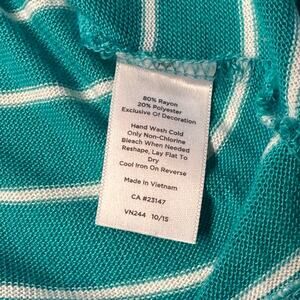 80% Rayon
20% Polyester
Exclusive Of Decoration
Hand Wash Cold
Only Non-Chlorine
Bleach When Needed
Reshape, Lay Flat To
Dry
Cool Iron On Reverse
Made In Vietnam
CA #23147
VN244 10/15